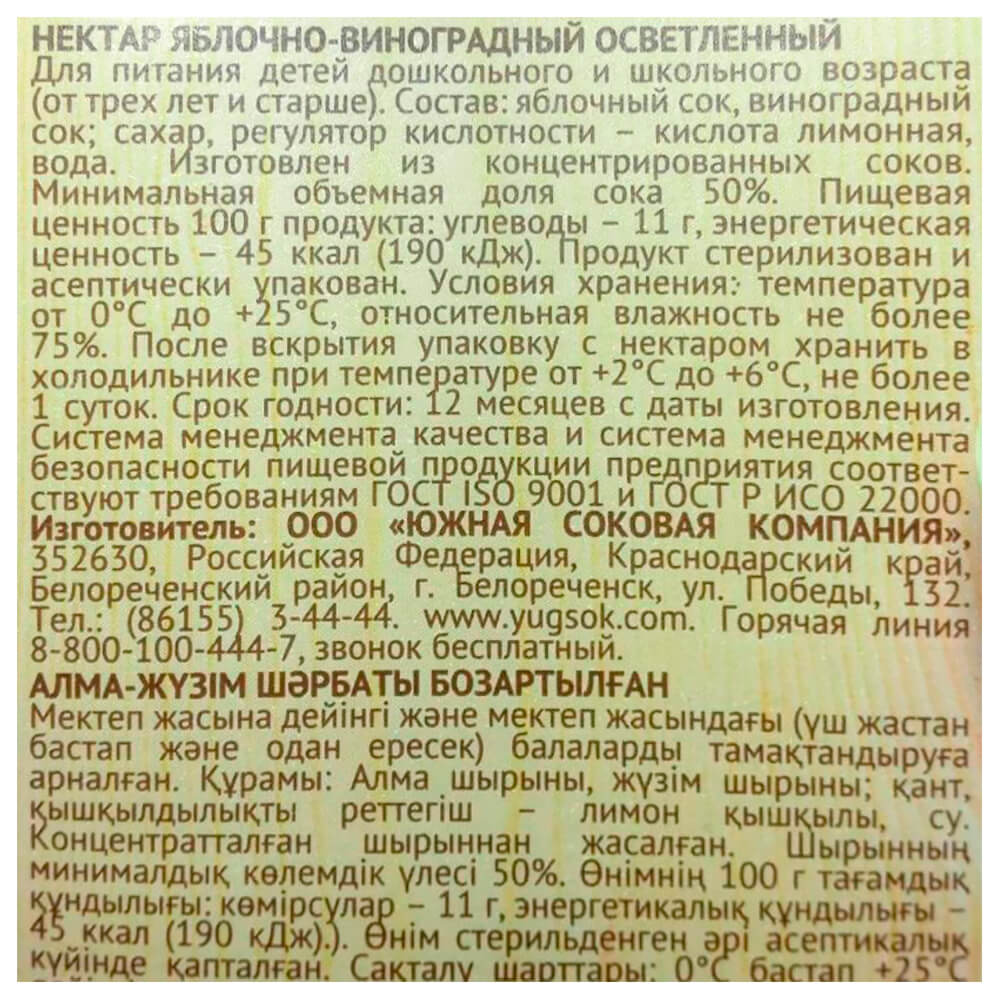 НЕКТАР ЯБЛОЧНО-ВИНОГРАДНЫЙ ОСВЕТЛЕННЫЙ
Для питания детей дошкольного и школьного возраста
(от трех лет и старше). Состав: яблочный сок, виноградный
сок; сахар, регулятор кислотности – кислота лимонная,
вода. Изготовлен из концентрированных соков.
Минимальная объемная доля сока 50%. Пищевая
ценность 100 г продукта: углеводы – 11 г, энергетическая
ценность – 45 ккал (190 кДж). Продукт стерилизован и
асептически упакован. Условия хранения: температура
от 0°С до +25°С, относительная влажность не более
75%. После вскрытия упаковку с нектаром хранить в
холодильнике при температуре от +2°С до +6°С, не более
1 суток. Срок годности: 12 месяцев с даты изготовления.
Система менеджмента качества и система менеджмента
безопасности пищевой продукции предприятия соответ-
ствуют требованиям ГОСТ ISO 9001 и ГОСТ Р ИСО 22000.
Изготовитель: ООО «ЮЖНАЯ СОКОВАЯ КОМПАНИЯ»,
352630, Российская Федерация, Краснодарский край,
Белореченский район, г. Белореченск, ул. Победы, 132.
Тел.: (86155) 3-44-44. www.yugsok.com. Горячая линия
8-800-100-444-7, звонок бесплатный.
АЛМА-ЖҮЗІМ ШӘРБАТЫ БОЗАРТЫЛҒАН
Мектеп жасына дейінгі және мектеп жасындағы (үш жастан
бастап және одан ересек) балаларды тамақтандыруға
арналған. Құрамы: Алма шырыны, жүзім шырыны; қант,
қышқылдылықты реттегіш – лимон қышқылы, су.
Концентратталған шырыннан жасалған. Шырынның
минималдық көлемдік үлесі 50%. Өнімнің 100 г тағамдық
құндылығы: көмірсулар – 11 г, энергетикалық құндылығы –
45 ккал (190 кДж).). Өнім стерильденген әрі асептикалық
күйінде қапталған. Сақталу шарттары: 0°С бастап +25°С